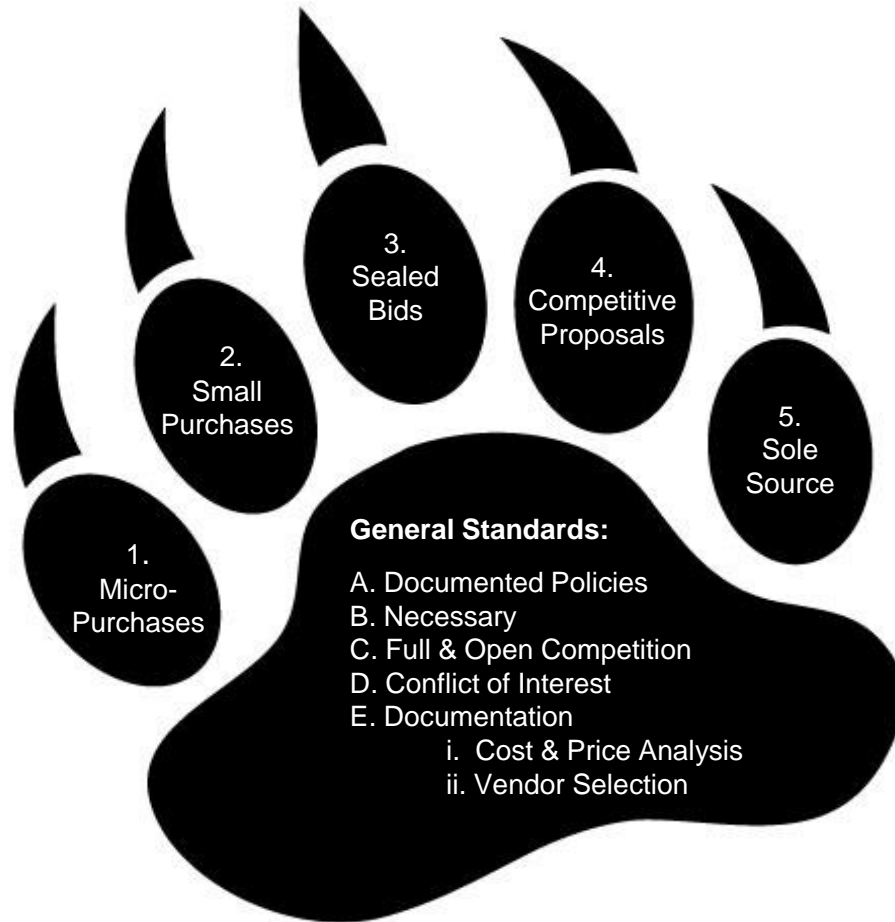 1.
Micro-
Purchases
2.
Small
Purchases
3.
Sealed
Bids
4.
Competitive
Proposals
5.
Sole
Source
General Standards:
A. Documented Policies
B. Necessary
C. Full & Open Competition
D. Conflict of Interest
E. Documentation
i. Cost & Price Analysis
ii. Vendor Selection